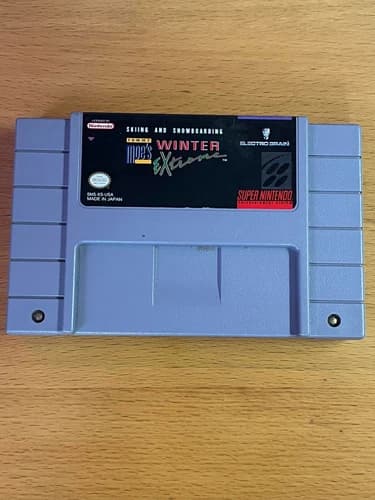 LICENSED BY
Nintendo
SKIING AND SNOWBOARDING
TOMMY
MOE'S
WINTER
EXtreme
TM
ELECTRO BRAIN
SNS-XS-USA
MADE IN JAPAN
SUPER NINTENDO